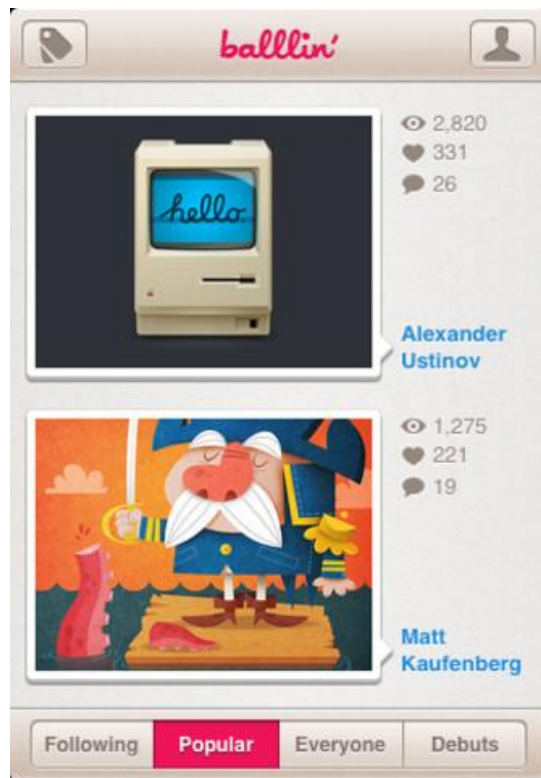 balllin'
2,820
331
26
hello.
Alexander
Ustinov
1,275
221
19
Matt
Kaufenberg
Following
Popular
Everyone
Debuts